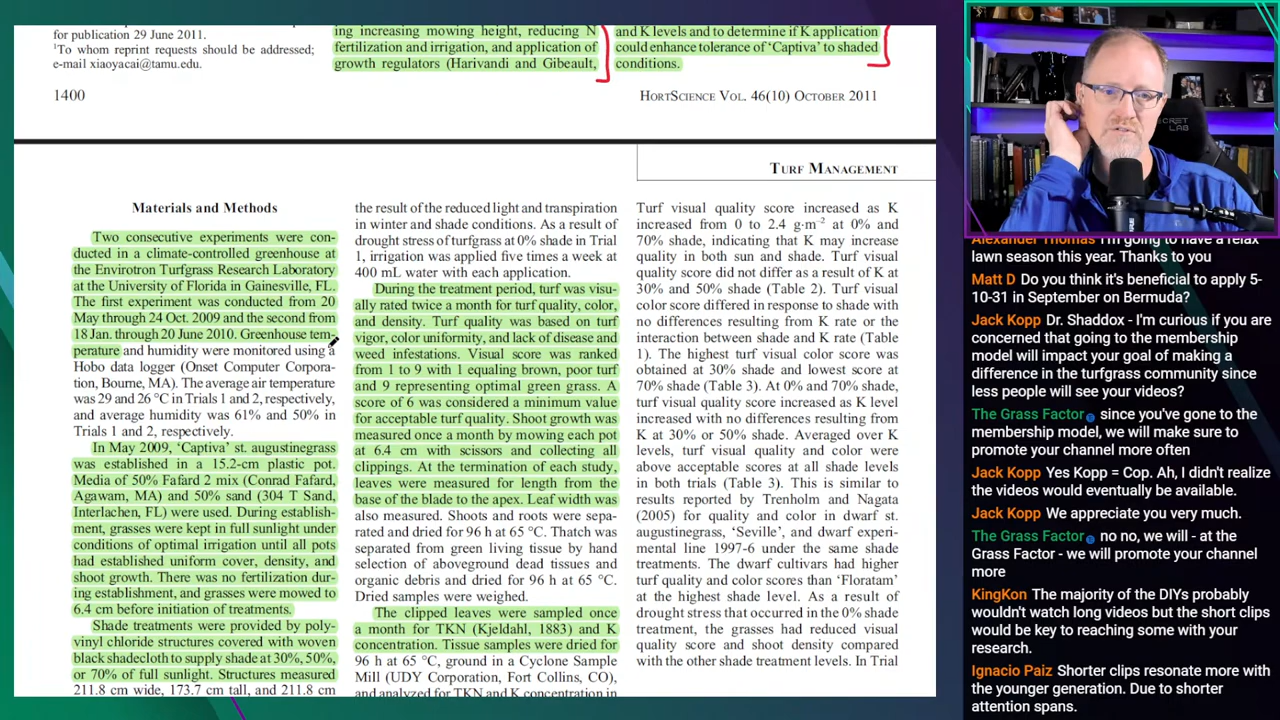 for publication 29 June 2011.
¹To whom reprint requests should be addressed;
e-mail xiaoyacai@tamu.edu.
ing increasing mowing height, reducing N
fertilization and irrigation, and application of
growth regulators (Harivandi and Gibeault,
and K levels and to determine if K application
could enhance tolerance of ‘Captiva’ to shaded
conditions.
1400
HORTSCIENCE VOL. 46(10) OCTOBER 2011
TURF MANAGEMENT
Materials and Methods
Two consecutive experiments were con-
ducted in a climate-controlled greenhouse at
the Envirotron Turfgrass Research Laboratory
at the University of Florida in Gainesville, FL.
The first experiment was conducted from 20
May through 24 Oct. 2009 and the second from
18 Jan. through 20 June 2010. Greenhouse tem-
perature and humidity were monitored using a
Hobo data logger (Onset Computer Corpora-
tion, Bourne, MA). The average air temperature
was 29 and 26 °C in Trials 1 and 2, respectively,
and average humidity was 61% and 50% in
Trials 1 and 2, respectively.
In May 2009, ‘Captiva’ st. augustinegrass
was established in a 15.2-cm plastic pot.
Media of 50% Fafard 2 mix (Conrad Fafard,
Agawam, MA) and 50% sand (304 T Sand,
Interlachen, FL) were used. During establish-
ment, grasses were kept in full sunlight under
conditions of optimal irrigation until all pots
had established uniform cover, density, and
shoot growth. There was no fertilization dur-
ing establishment, and grasses were mowed to
6.4 cm before initiation of treatments.
Shade treatments were provided by poly-
vinyl chloride structures covered with woven
black shadecloth to supply shade at 30%, 50%,
or 70% of full sunlight. Structures measured
211.8 cm wide, 173.7 cm tall, and 211.8 cm
the result of the reduced light and transpiration
in winter and shade conditions. As a result of
drought stress of turfgrass at 0% shade in Trial
1, irrigation was applied five times a week at
400 mL water with each application.
During the treatment period, turf was visu-
ally rated twice a month for turf quality, color,
and density. Turf quality was based on turf
vigor, color uniformity, and lack of disease and
weed infestations. Visual score was ranked
from 1 to 9 with 1 equaling brown, poor turf
and 9 representing optimal green grass. A
score of 6 was considered a minimum value
for acceptable turf quality. Shoot growth was
measured once a month by mowing each pot
at 6.4 cm with scissors and collecting all
clippings. At the termination of each study,
leaves were measured for length from the
base of the blade to the apex. Leaf width was
also measured. Shoots and roots were sepa-
rated and dried for 96 h at 65 °C. Thatch was
separated from green living tissue by hand
selection of aboveground dead tissues and
organic debris and dried for 96 h at 65 °C.
Dried samples were weighed.
The clipped leaves were sampled once
a month for TKN (Kjeldahl, 1883) and K
concentration. Tissue samples were dried for
96 h at 65 °C, ground in a Cyclone Sample
Mill (UDY Corporation, Fort Collins, CO),
and analyzed for TKN and K concentration in
Turf visual quality score increased as K
increased from 0 to 2.4 g·m⁻² at 0% and
70% shade, indicating that K may increase
quality in both sun and shade. Turf visual
quality score did not differ as a result of K at
30% and 50% shade (Table 2). Turf visual
color score differed in response to shade with
no differences resulting from K rate or the
interaction between shade and K rate (Table
1). The highest turf visual color score was
obtained at 30% shade and lowest score at
70% shade (Table 3). At 0% and 70% shade,
turf visual quality score increased as K level
increased with no differences resulting from
K at 30% or 50% shade. Averaged over K
levels, turf visual quality and color were
above acceptable scores at all shade levels
in both trials (Table 3). This is similar to
results reported by Trenholm and Nagata
(2005) for quality and color in dwarf st.
augustinegrass, ‘Seville’, and dwarf experi-
mental line 1997-6 under the same shade
treatments. The dwarf cultivars had higher
turf quality and color scores than ‘Floratam’
at the highest shade level. As a result of
drought stress that occurred in the 0% shade
treatment, the grasses had reduced visual
quality score and shoot density compared
with the other shade treatment levels. In Trial
SECRET
LAB
Alexander Thomas I'm going to have a relax
lawn season this year. Thanks to you
Matt D Do you think it's beneficial to apply 5-
10-31 in September on Bermuda?
Jack Kopp Dr. Shaddox - I'm curious if you are
concerned that going to the membership
model will impact your goal of making a
difference in the turfgrass community since
less people will see your videos?
The Grass Factor since you've gone to the
membership model, we will make sure to
promote your channel more often
Jack Kopp Yes Kopp = Cop. Ah, I didn't realize
the videos would eventually be available.
Jack Kopp We appreciate you very much.
The Grass Factor no no, we will - at the
Grass Factor - we will promote your channel
more
KingKon The majority of the DIYs probably
wouldn't watch long videos but the short clips
would be key to reaching some with your
research.
Ignacio Paiz Shorter clips resonate more with
the younger generation. Due to shorter
attention spans.